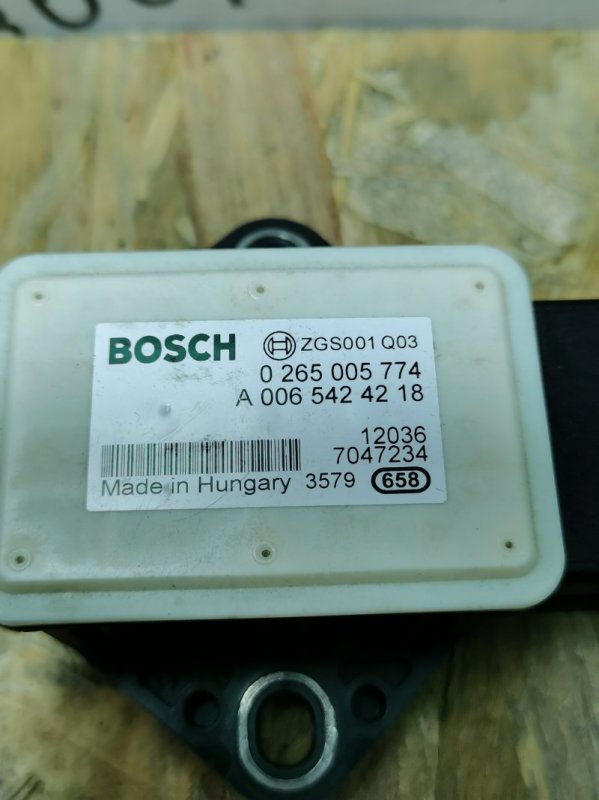 BOSCH ZGS001 Q03
0 265 005 774
A 006 542 42 18
12036
7047234
Made in Hungary 3579 658